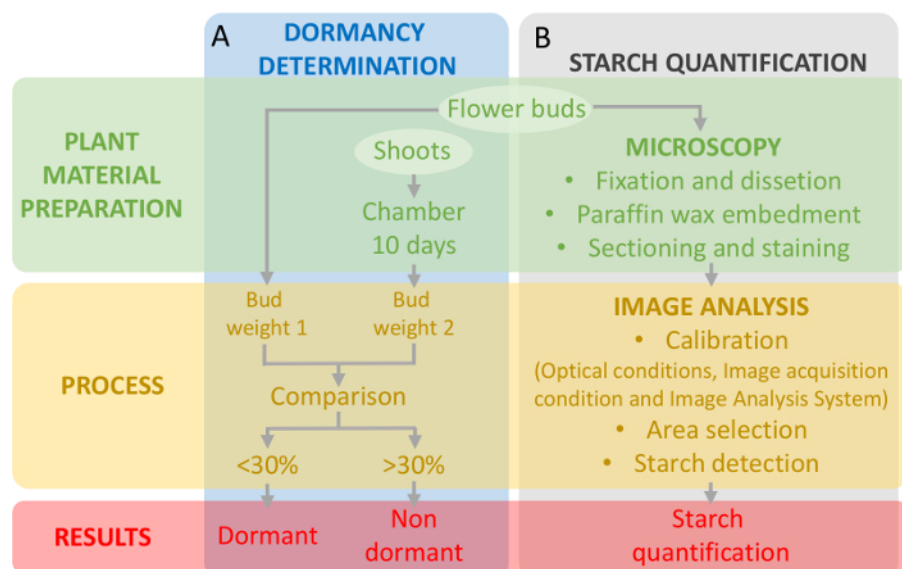 A
DORMANCY
DETERMINATION
B
STARCH QUANTIFICATION
PLANT
MATERIAL
PREPARATION
Flower buds
Shoots
Chamber
10 days
MICROSCOPY
• Fixation and dissetion
• Paraffin wax embedment
• Sectioning and staining
PROCESS
Bud
weight 1
Bud
weight 2
Comparison
<30%
>30%
IMAGE ANALYSIS
• Calibration
(Optical conditions, Image acquisition
condition and Image Analysis System)
• Area selection
• Starch detection
RESULTS
Dormant
Non
dormant
Starch
quantification